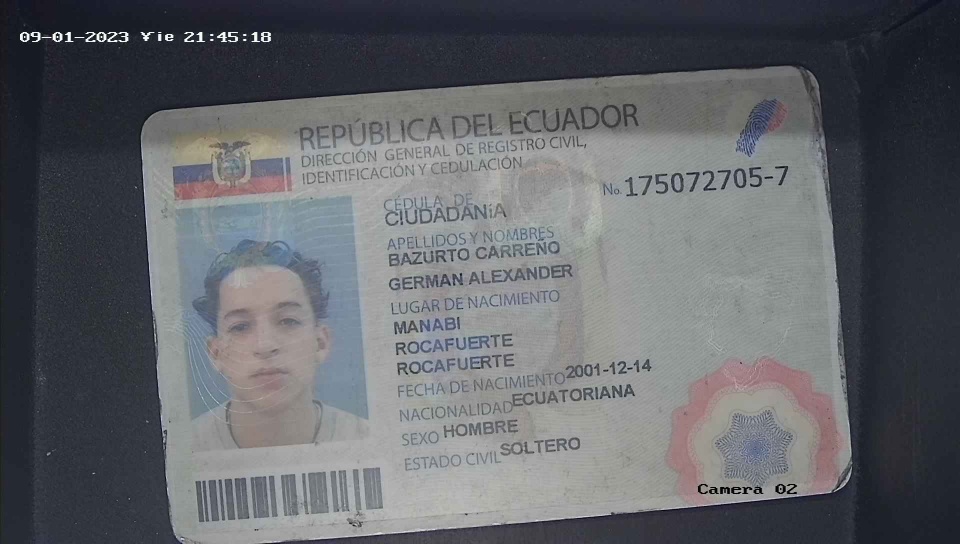 09-01-2023 Vie 21:45:18
REPÚBLICA DEL ECUADOR
DIRECCIÓN GENERAL DE REGISTRO CIVIL,
IDENTIFICACIÓN Y CEDULACIÓN
CÉDULA DE
CIUDADANíA
No. 175072705-7
APELLIDOS Y NOMBRES
BAZURTO CARREÑO
GERMAN ALEXANDER
LUGAR DE NACIMIENTO
MANABI
ROCAFUERTE
ROCAFUERTE
FECHA DE NACIMIENTO 2001-12-14
NACIONALIDAD ECUATORIANA
SEXO HOMBRE
ESTADO CIVIL SOLTERO
Camera 02